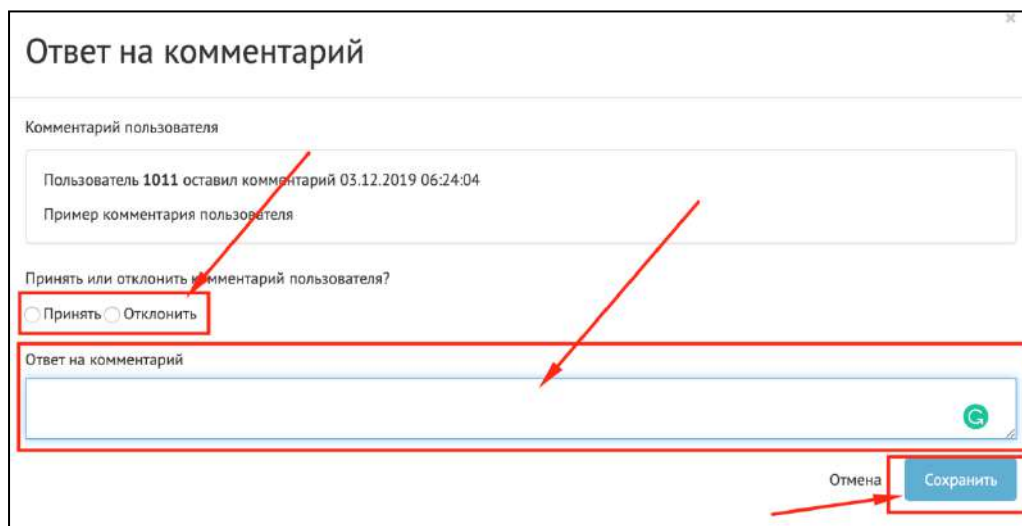 Ответ на комментарий
Комментарий пользователя
Пользователь 1011 оставил комментарий 03.12.2019 06:24:04
Пример комментария пользователя
Принять или отклонить комментарий пользователя?
Принять Отклонить
Ответ на комментарий
Отмена Сохранить